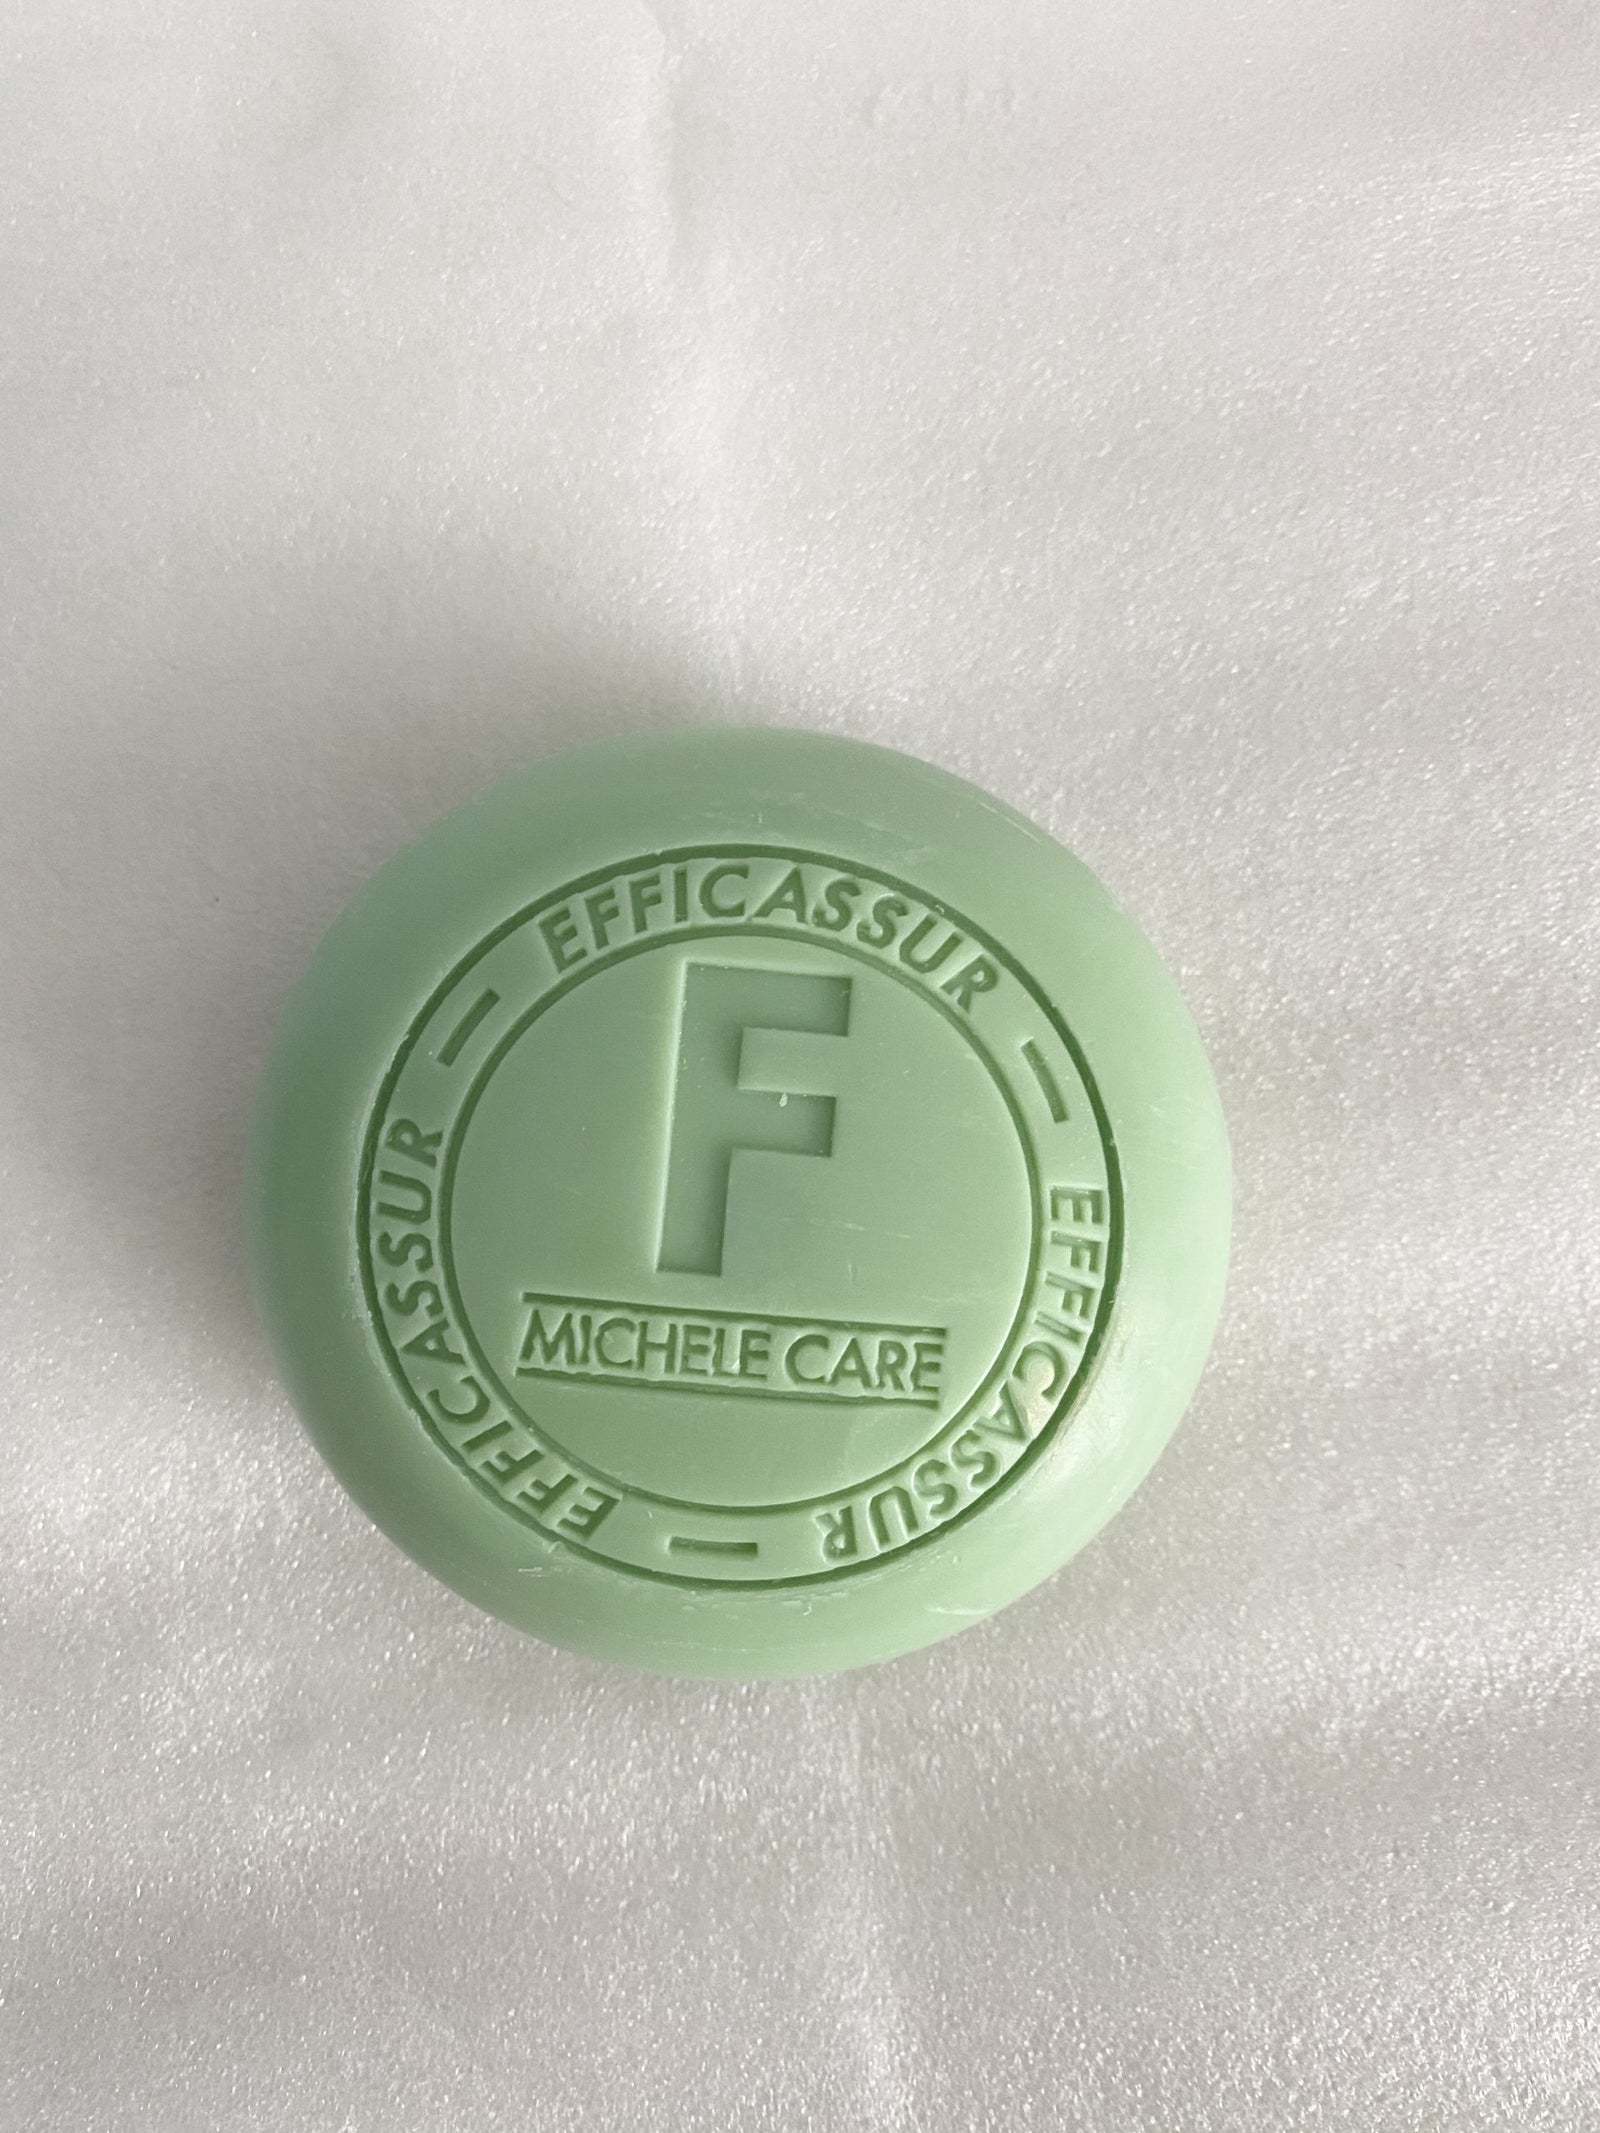 EFFICASSUR – EFFICASSUR – EFFICASSUR –
F
MICHELE CARE